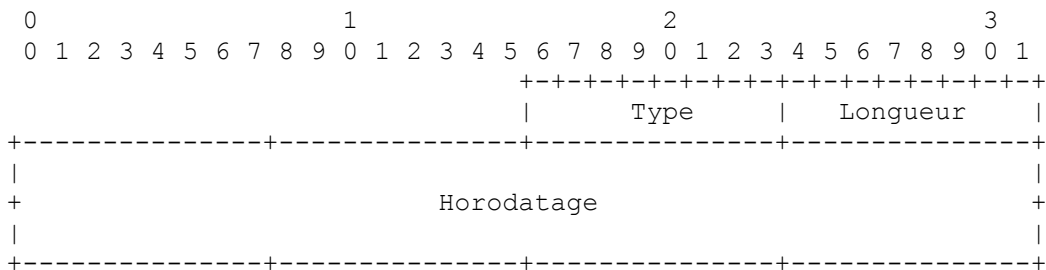 0                   1                   2                   3
0 1 2 3 4 5 6 7 8 9 0 1 2 3 4 5 6 7 8 9 0 1 2 3 4 5 6 7 8 9 0 1
                                +-+-+-+-+-+-+-+-+-+-+-+-+-+-+-+-+
                                |      Type     |   Longueur    |
+---------------+---------------+---------------+---------------+
|                                                               |
+                          Horodatage                           +
|                                                               |
+---------------+---------------+---------------+---------------+